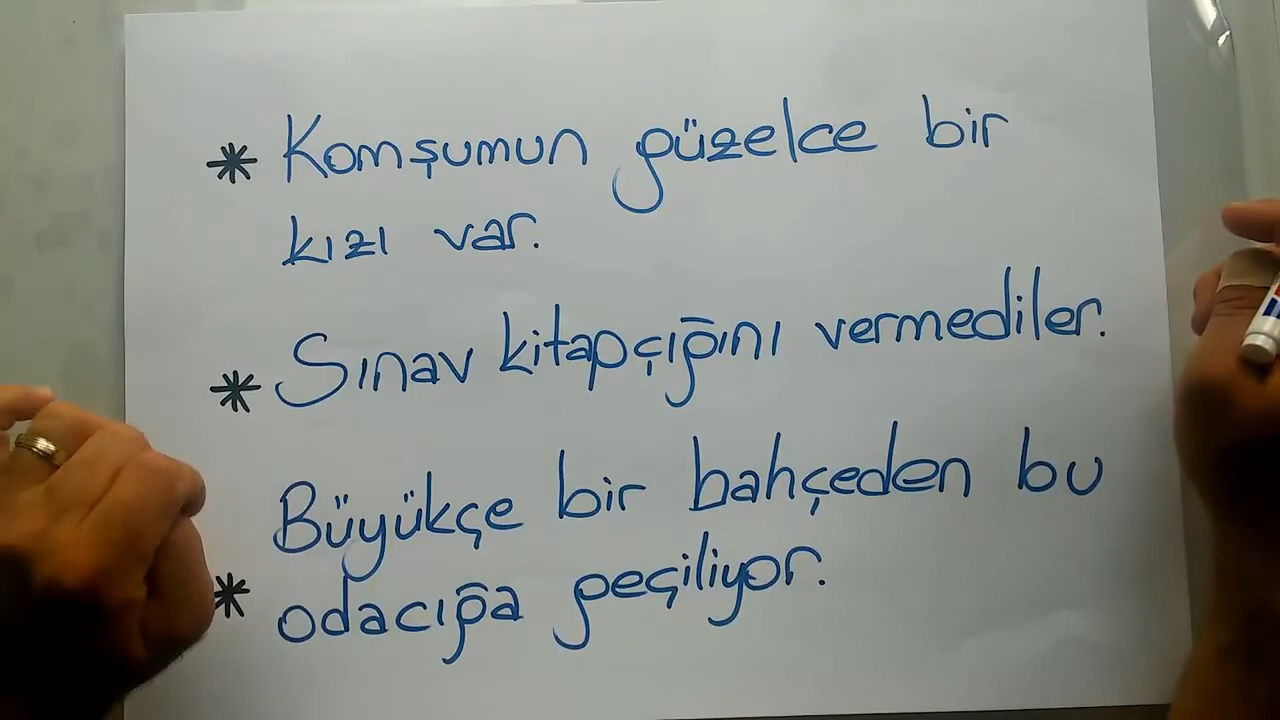 * Komşumun güzelce bir
kızı var.
* Sınav kitapçığını vermediler.
Büyükçe bir bahçeden bu
* odacığa geçiliyor.